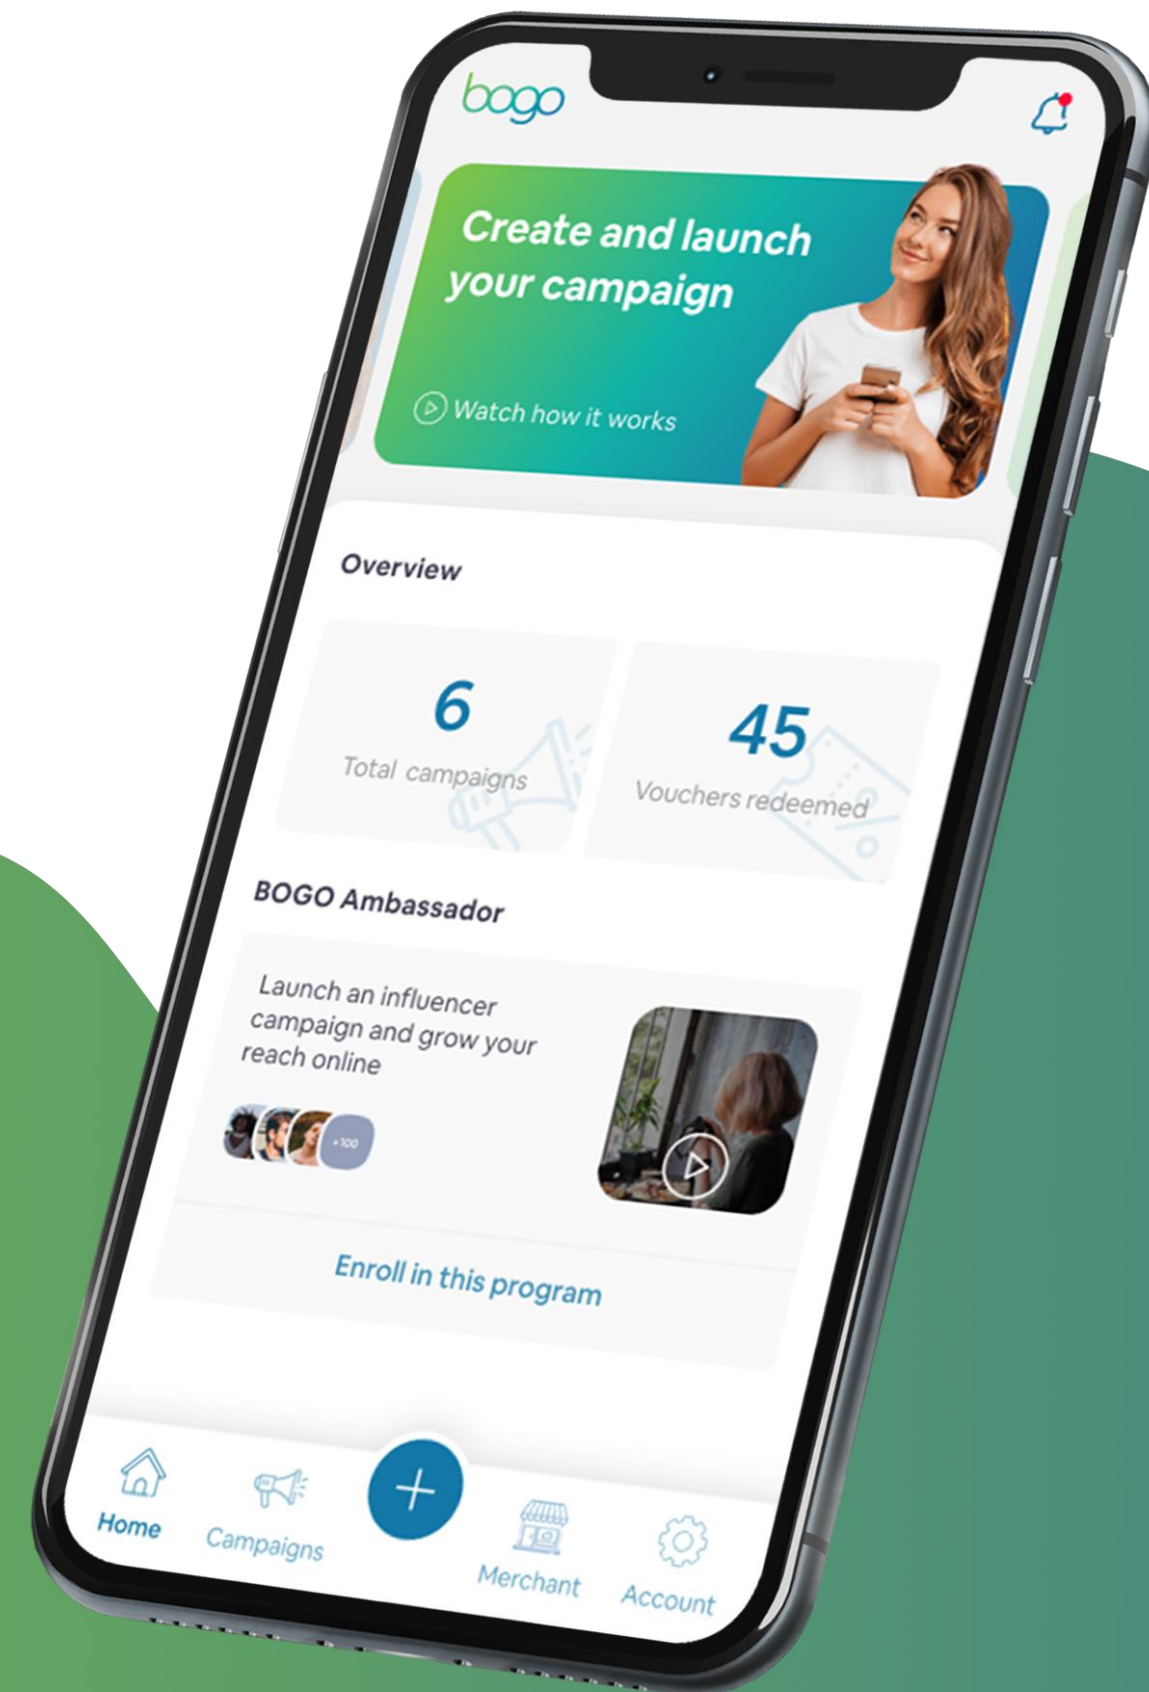 bogo
Create and launch
your campaign
Watch how it works
Overview
6
Total campaigns
45
Vouchers redeemed
BOGO Ambassador
Launch an influencer
campaign and grow your
reach online
+100
Enroll in this program
Home
Campaigns
Merchant
Account